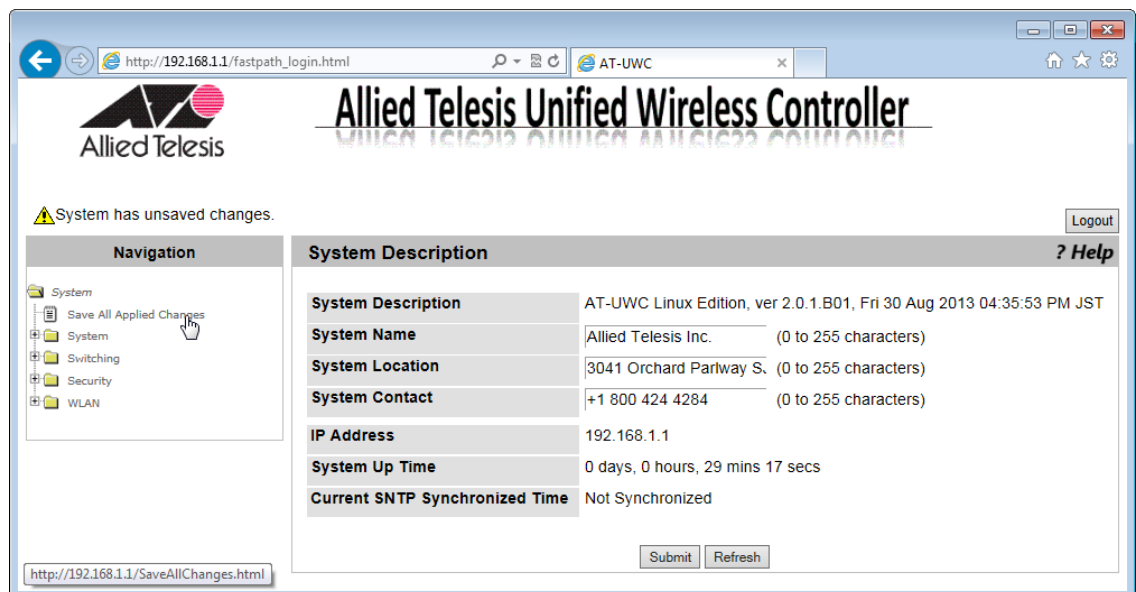 http://192.168.1.1/fastpath_login.html
AT-UWC
Allied Telesis
Allied Telesis Unified Wireless Controller
System has unsaved changes.
Logout
Navigation
System
Save All Applied Changes
System
Switching
Security
WLAN
System Description
? Help
System Description AT-UWC Linux Edition, ver 2.0.1.B01, Fri 30 Aug 2013 04:35:53 PM JST
System Name Allied Telesis Inc. (0 to 255 characters)
System Location 3041 Orchard Parlway S. (0 to 255 characters)
System Contact +1 800 424 4284 (0 to 255 characters)
IP Address 192.168.1.1
System Up Time 0 days, 0 hours, 29 mins 17 secs
Current SNTP Synchronized Time Not Synchronized
Submit Refresh
http://192.168.1.1/SaveAllChanges.html